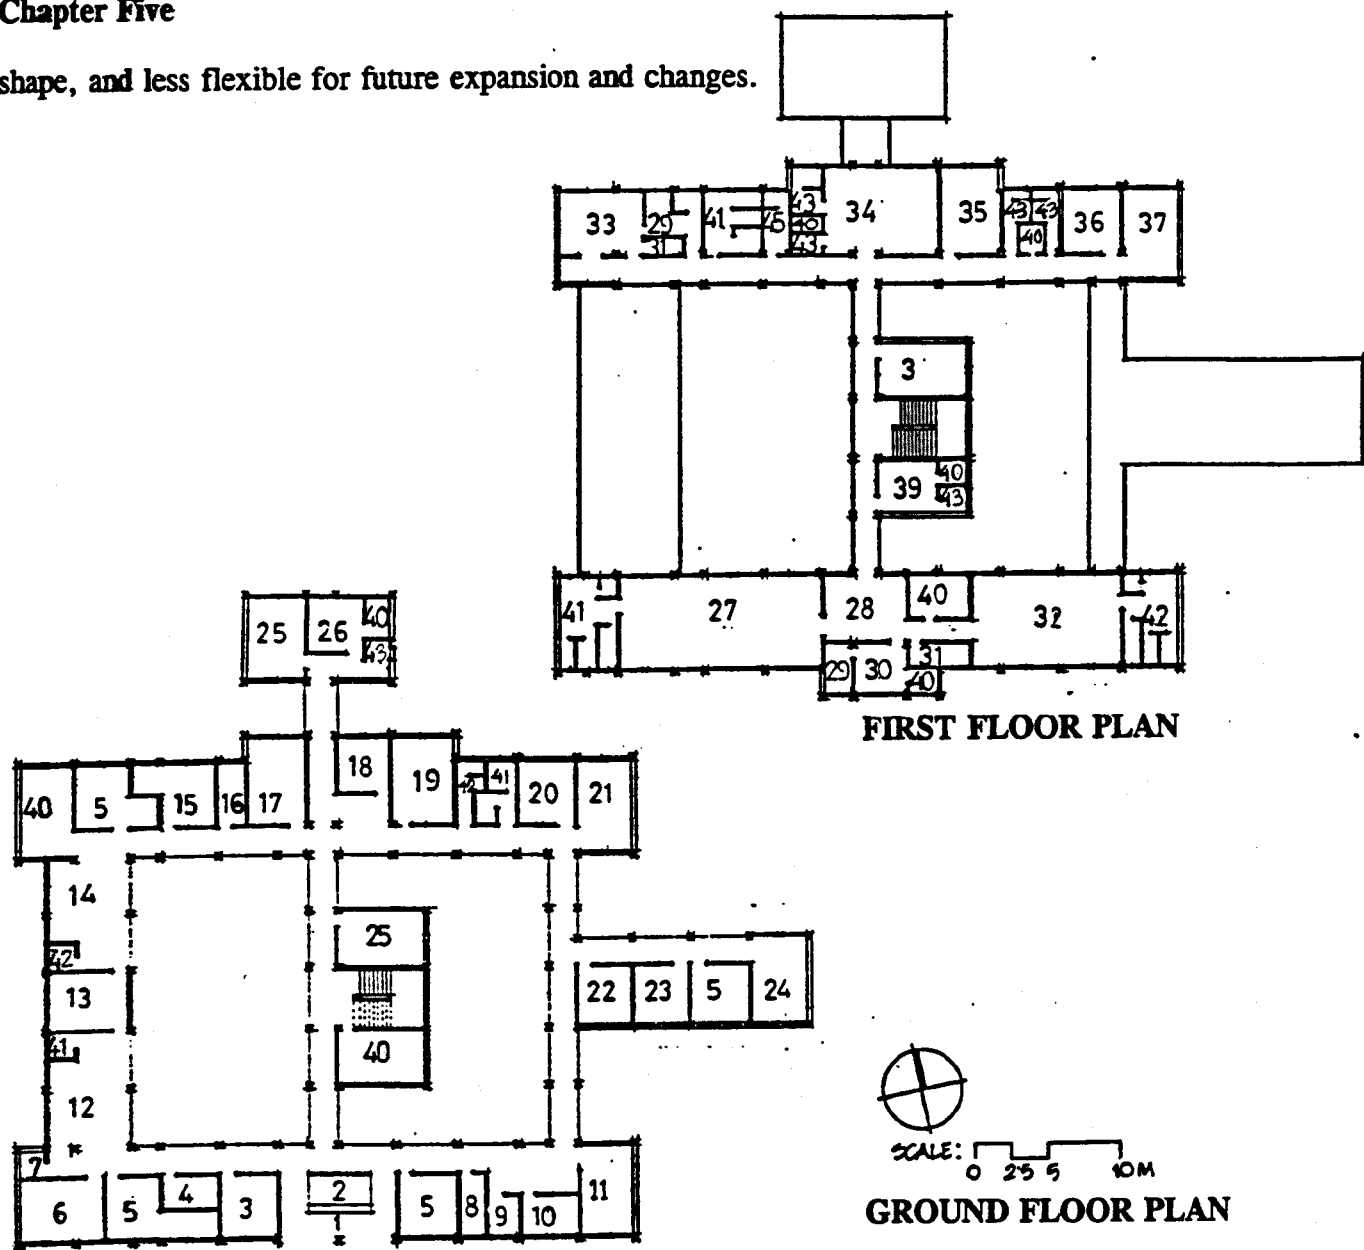 Chapter Five
shape, and less flexible for future expansion and changes.
33 29 31 41 45 43 40 43 34 35 43 43 40 36 37
3
39 40 43
41 27 28 40 32 42
29 30 31 40
FIRST FLOOR PLAN
25 26 40 43
40 5 15 16 17 18 19 42 41 20 21
14
42
13
41
12
25
40
22 23 5 24
7
6 5 4 3 2 1 5 8 9 10 11
SCALE: 0 2.5 5 10M
GROUND FLOOR PLAN